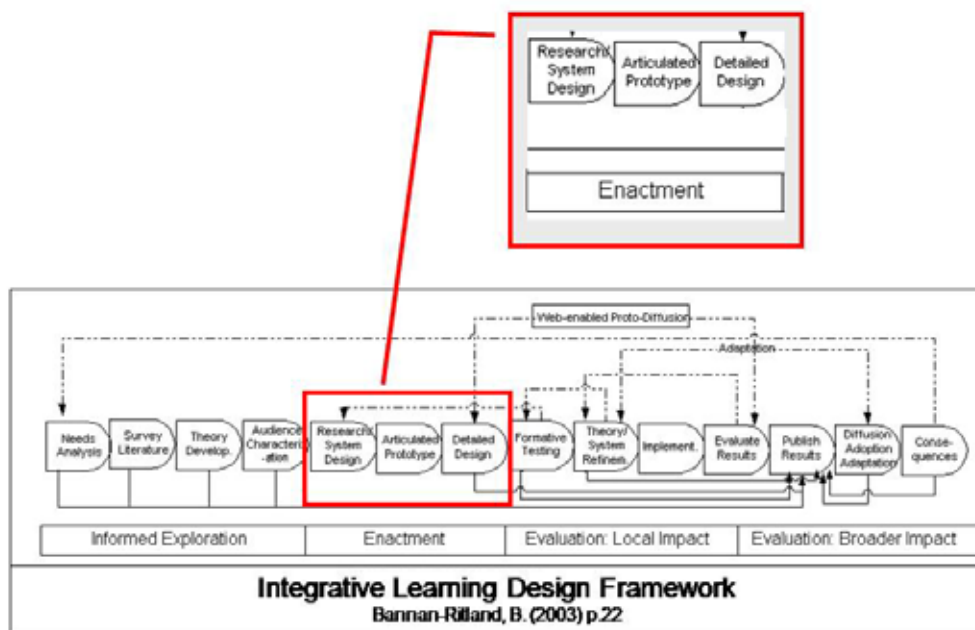 Research/
System
Design
Articulated
Prototype
Detailed
Design
Enactment
Web-enabled Proto-Diffusion
Adaptation
Needs
Analysis
Survey
Literature
Theory
Develop.
Audience
Characteriz
-ation
Research/
System
Design
Articulated
Prototype
Detailed
Design
Formative
Testing
Theory/
System
Refinem.
Implement.
Evaluate
Results
Publish
Results
Diffusion
Adoption
Adaptation
Conse-
quences
Informed Exploration
Enactment
Evaluation: Local Impact
Evaluation: Broader Impact
Integrative Learning Design Framework
Bannan-Ritland, B. (2003) p.22